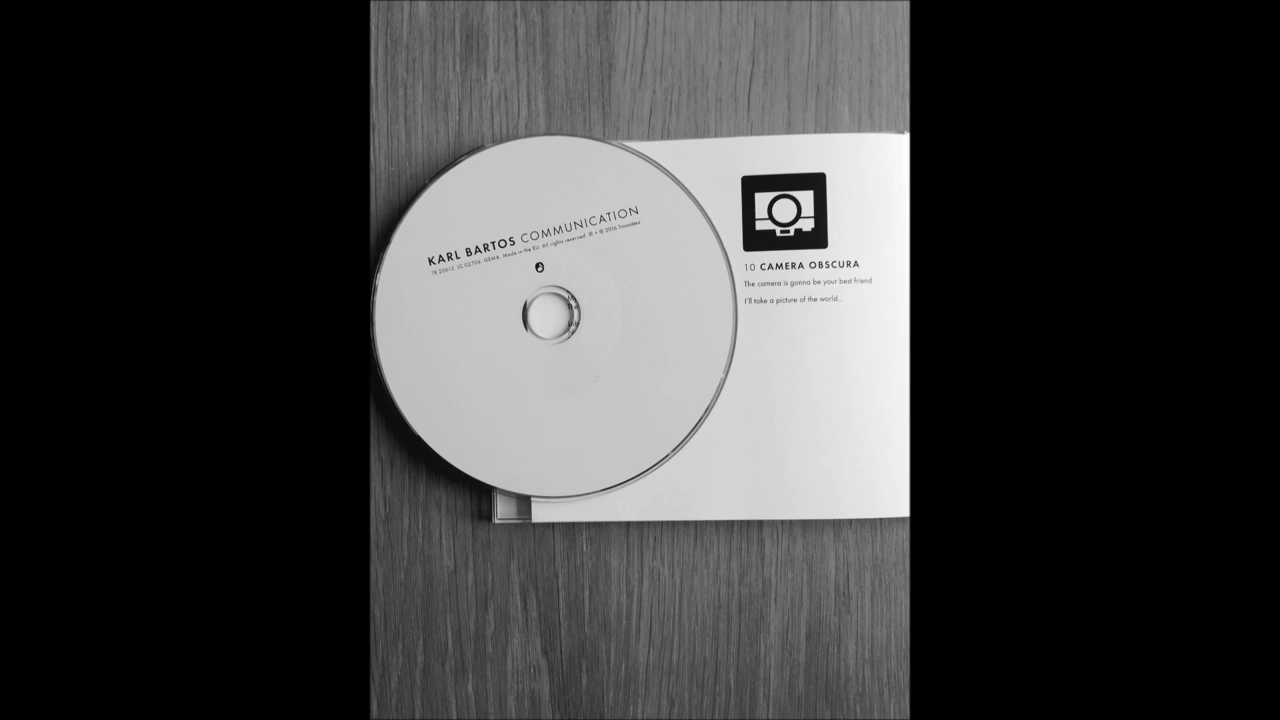 KARL BARTOS COMMUNICATION
TR 20612. LC 02706. GEMA. Made in the EU. All rights reserved. ℗ + © 2016 Trocadero
10 CAMERA OBSCURA
The camera is gonna be your best friend
I'll take a picture of the world...